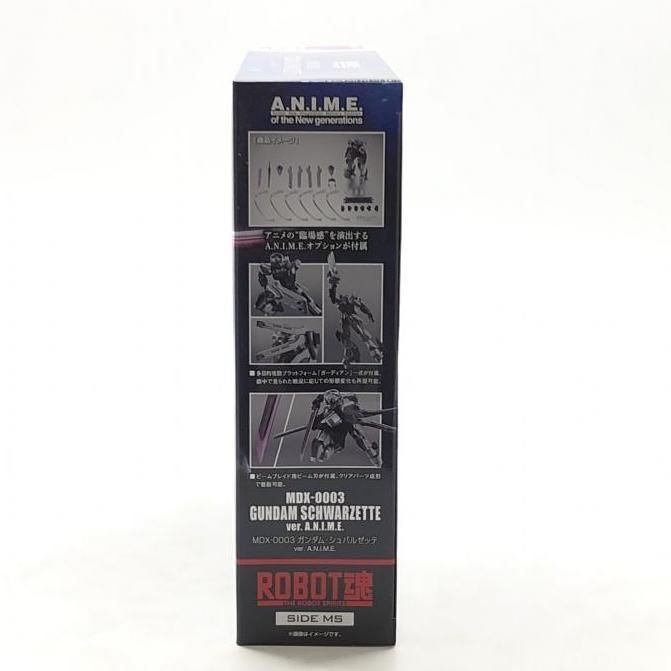 A.N.I.M.E.
of the New generations
「商品イメージ」
アニメの"臨場感"を演出する
A.N.I.M.E.オプションが付属
■多目的攻防プラットフォーム「ガーディアン」一式が付属。
劇中で見られた戦況に応じての形態変化も再現可能。
■ビームブレイド用ビーム刃が付属。クリアパーツ成形
で登場可能。
MDX-0003
GUNDAM SCHWARZETTE
ver. A.N.I.M.E.
MDX-0003 ガンダム・シュバルゼッテ
ver. A.N.I.M.E.
ROBOT魂
THE ROBOT SPIRITS
SIDE MS
※画像はイメージです。